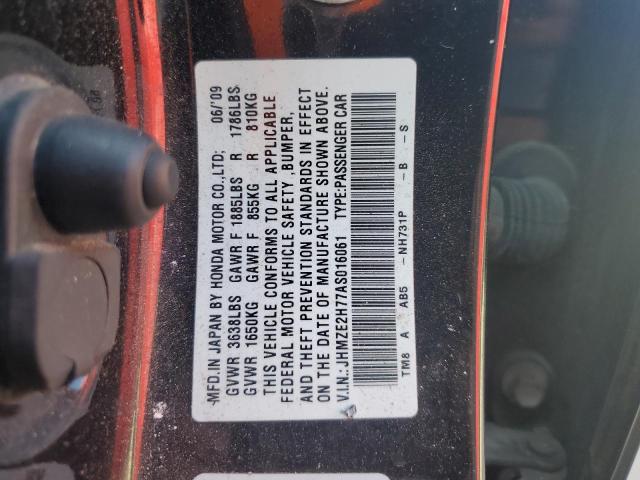 MFD.IN JAPAN BY HONDA MOTOR CO.,LTD; 06/'09
GVWR 3638LBS GAWR F 1885LBS R 1786LBS
GVWR 1650KG GAWR F 855KG R 810KG
THIS VEHICLE CONFORMS TO ALL APPLICABLE
FEDERAL MOTOR VEHICLE SAFETY ,BUMPER,
AND THEFT PREVENTION STANDARDS IN EFFECT
ON THE DATE OF MANUFACTURE SHOWN ABOVE.
V.I.N.:JHMZE2H77AS016061 TYPE:PASSENGER CAR
TM8 A AB5 -NH731P -B -S